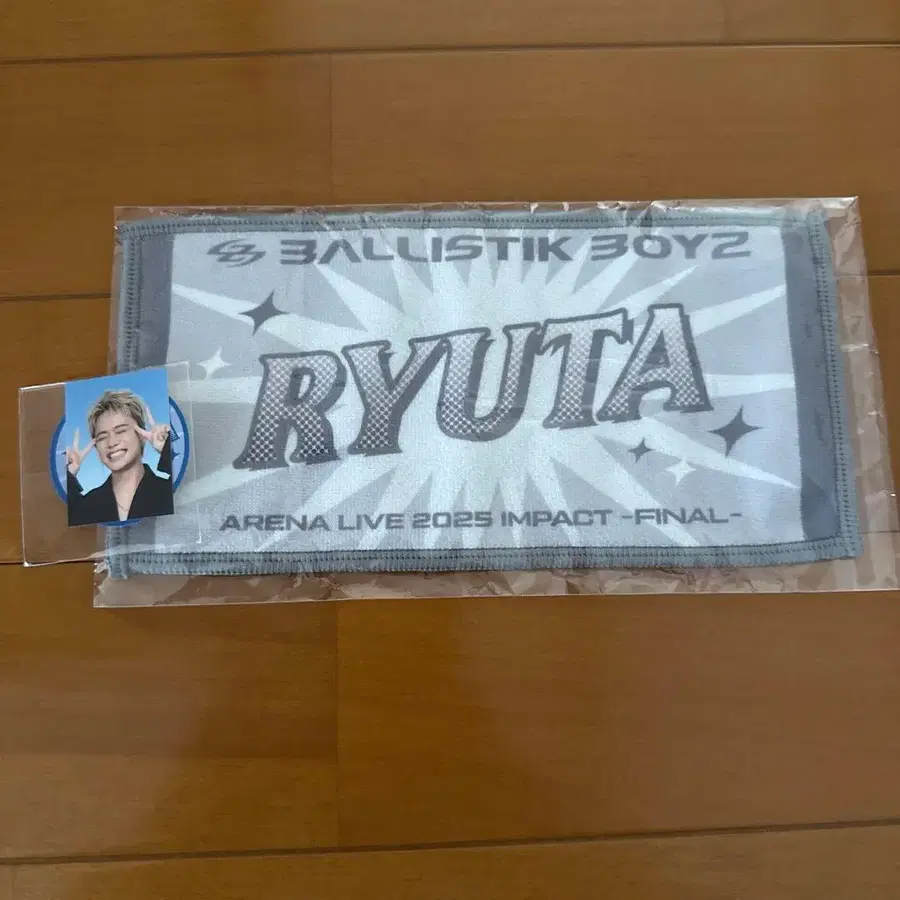 BALLISTIK BOYZ
RYUTA
ARENA LIVE 2025 IMPACT -FINAL-